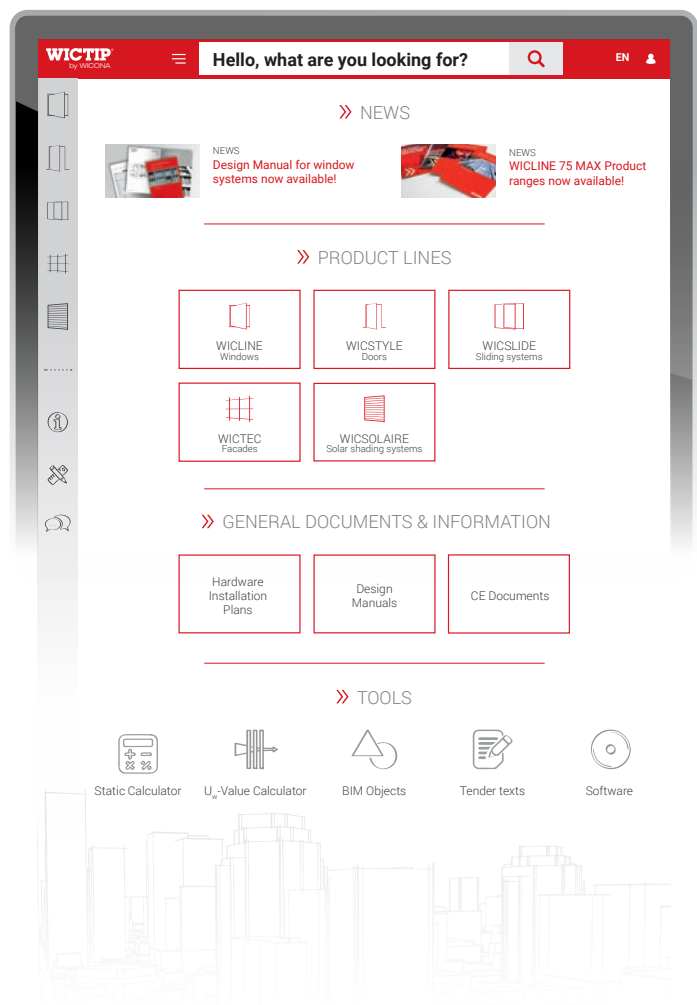 WICTIP
by WICONA
Hello, what are you looking for?
EN
NEWS
NEWS
Design Manual for window
systems now available!
NEWS
WICLINE 75 MAX Product
ranges now available!
PRODUCT LINES
WICLINE
Windows
WICSTYLE
Doors
WICSLIDE
Sliding systems
WICTEC
Facades
WICSOLAIRE
Solar shading systems
GENERAL DOCUMENTS & INFORMATION
Hardware
Installation
Plans
Design
Manuals
CE Documents
TOOLS
Static Calculator
Uw-Value Calculator
BIM Objects
Tender texts
Software